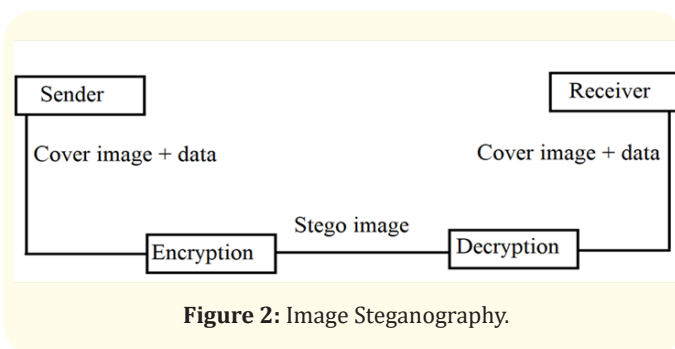 Sender
Receiver
Cover image + data
Cover image + data
Stego image
Encryption
Decryption
Figure 2: Image Steganography.